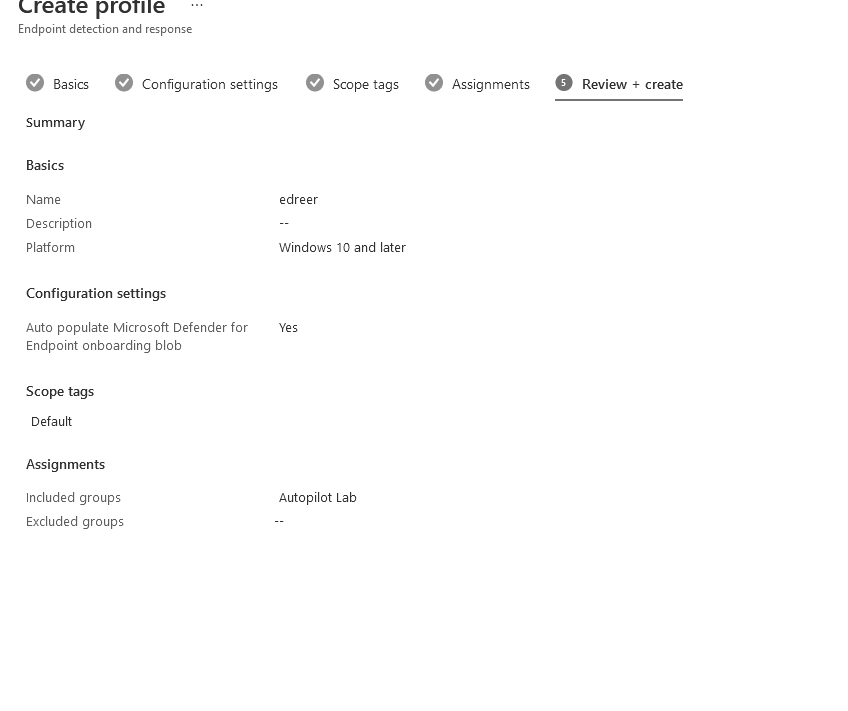 Create profile ...
Endpoint detection and response
Basics Configuration settings Scope tags Assignments 5 Review + create
Summary
Basics
Name edreer
Description --
Platform Windows 10 and later
Configuration settings
Auto populate Microsoft Defender for Yes
Endpoint onboarding blob
Scope tags
Default
Assignments
Included groups Autopilot Lab
Excluded groups --